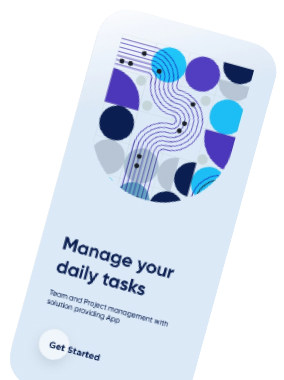 Manage your
daily tasks
Team and Project management with
solution providing App
Get Started